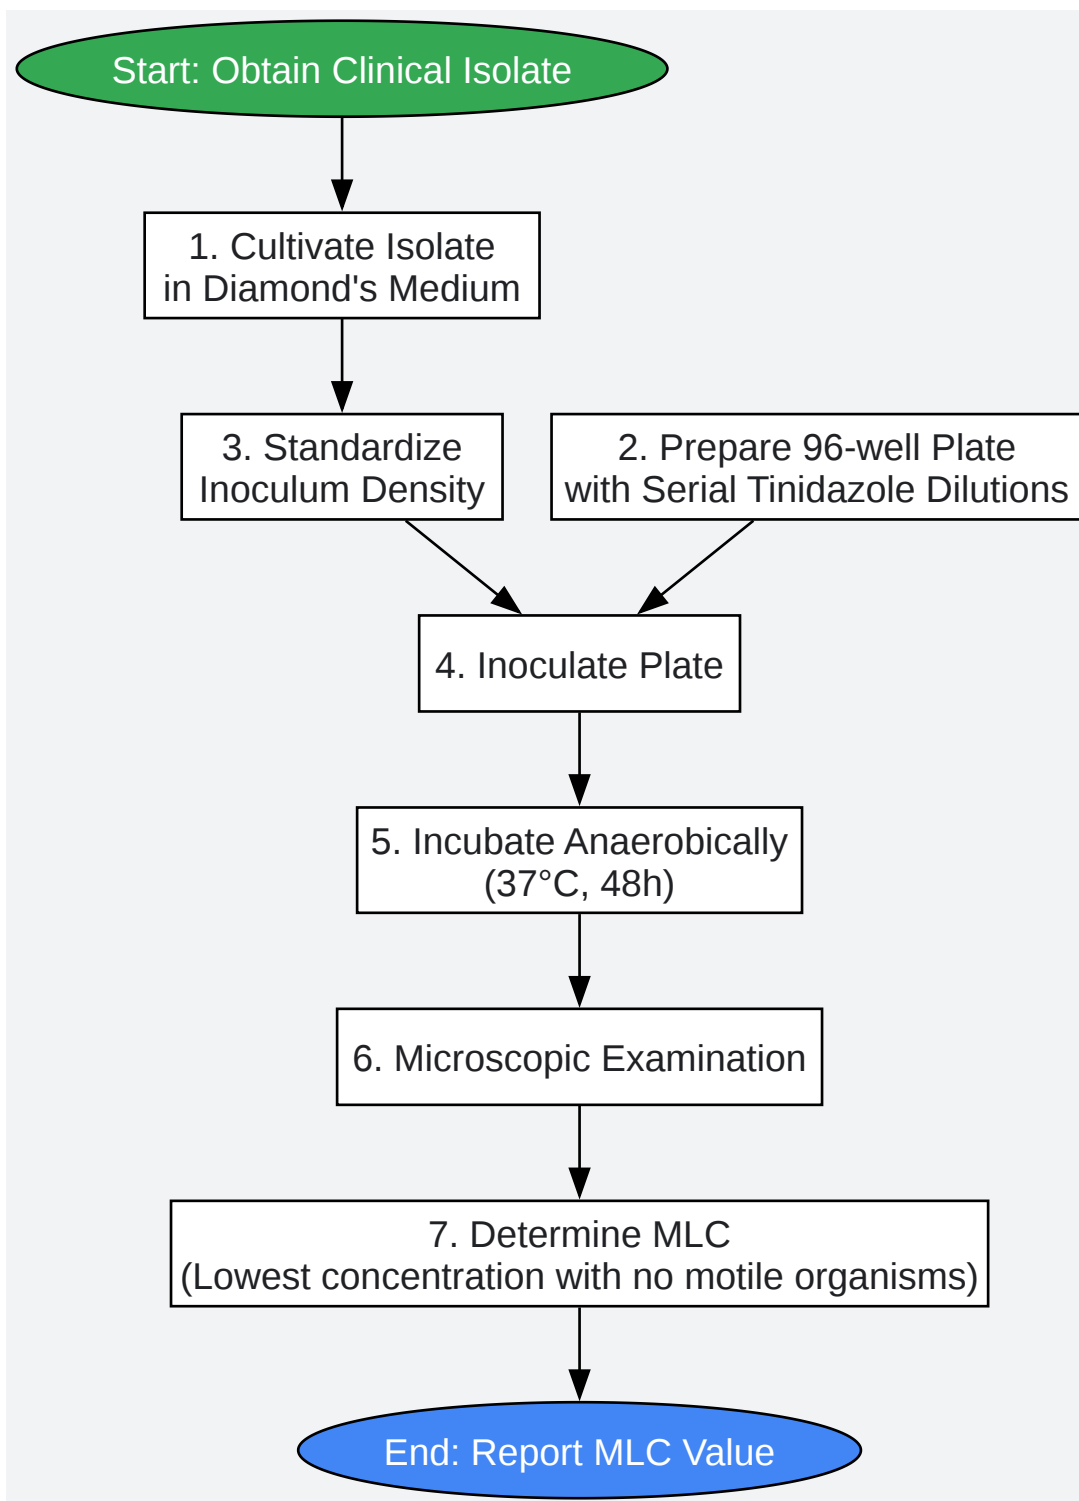 Start: Obtain Clinical Isolate
1. Cultivate Isolate
in Diamond's Medium
3. Standardize
Inoculum Density
2. Prepare 96-well Plate
with Serial Tinidazole Dilutions
4. Inoculate Plate
5. Incubate Anaerobically
(37°C, 48h)
6. Microscopic Examination
7. Determine MLC
(Lowest concentration with no motile organisms)
End: Report MLC Value